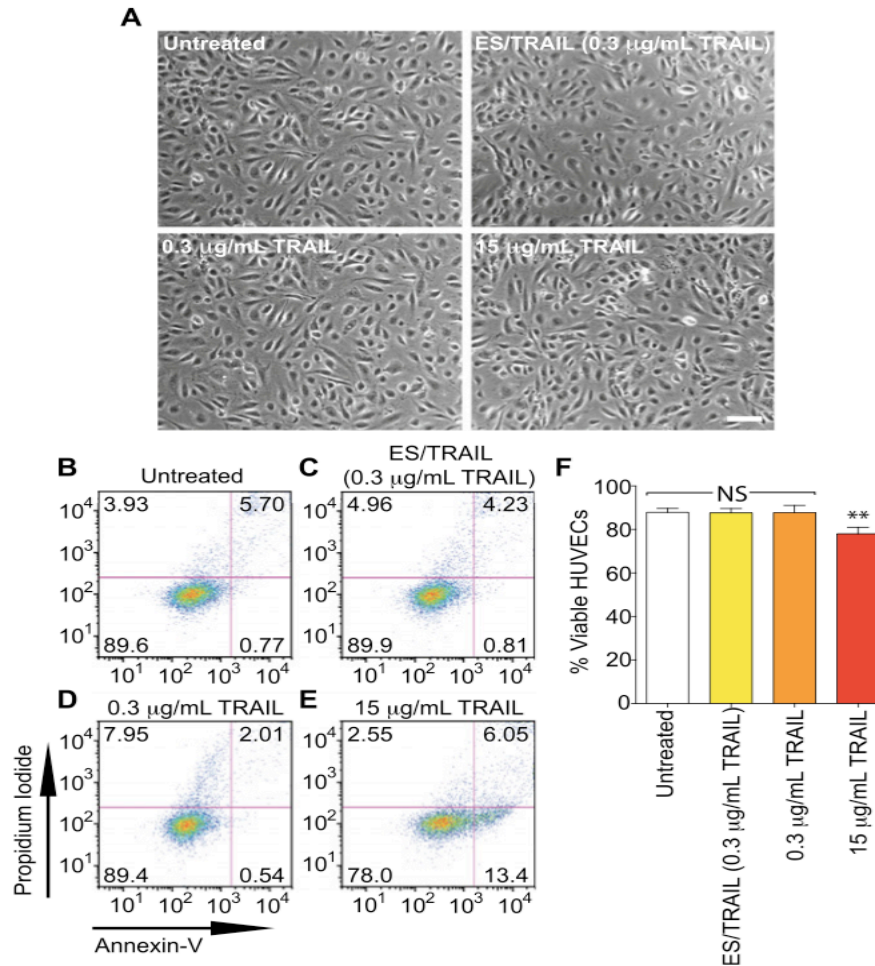 A
Untreated
ES/TRAIL (0.3 µg/mL TRAIL)
0.3 µg/mL TRAIL
15 µg/mL TRAIL
B
Untreated
3.93
5.70
89.6
0.77
10⁴
10³
10²
10¹
10¹ 10² 10³ 10⁴
C
ES/TRAIL
(0.3 µg/mL TRAIL)
4.96
4.23
89.9
0.81
10⁴
10³
10²
10¹
10¹ 10² 10³ 10⁴
D
0.3 µg/mL TRAIL
7.95
2.01
89.4
0.54
10⁴
10³
10²
10¹
10¹ 10² 10³ 10⁴
E
15 µg/mL TRAIL
2.55
6.05
78.0
13.4
10⁴
10³
10²
10¹
10¹ 10² 10³ 10⁴
Propidium Iodide
Annexin-V
F
% Viable HUVECs
100
80
60
40
20
0
NS
**
Untreated
ES/TRAIL (0.3 µg/mL TRAIL)
0.3 µg/mL TRAIL
15 µg/mL TRAIL